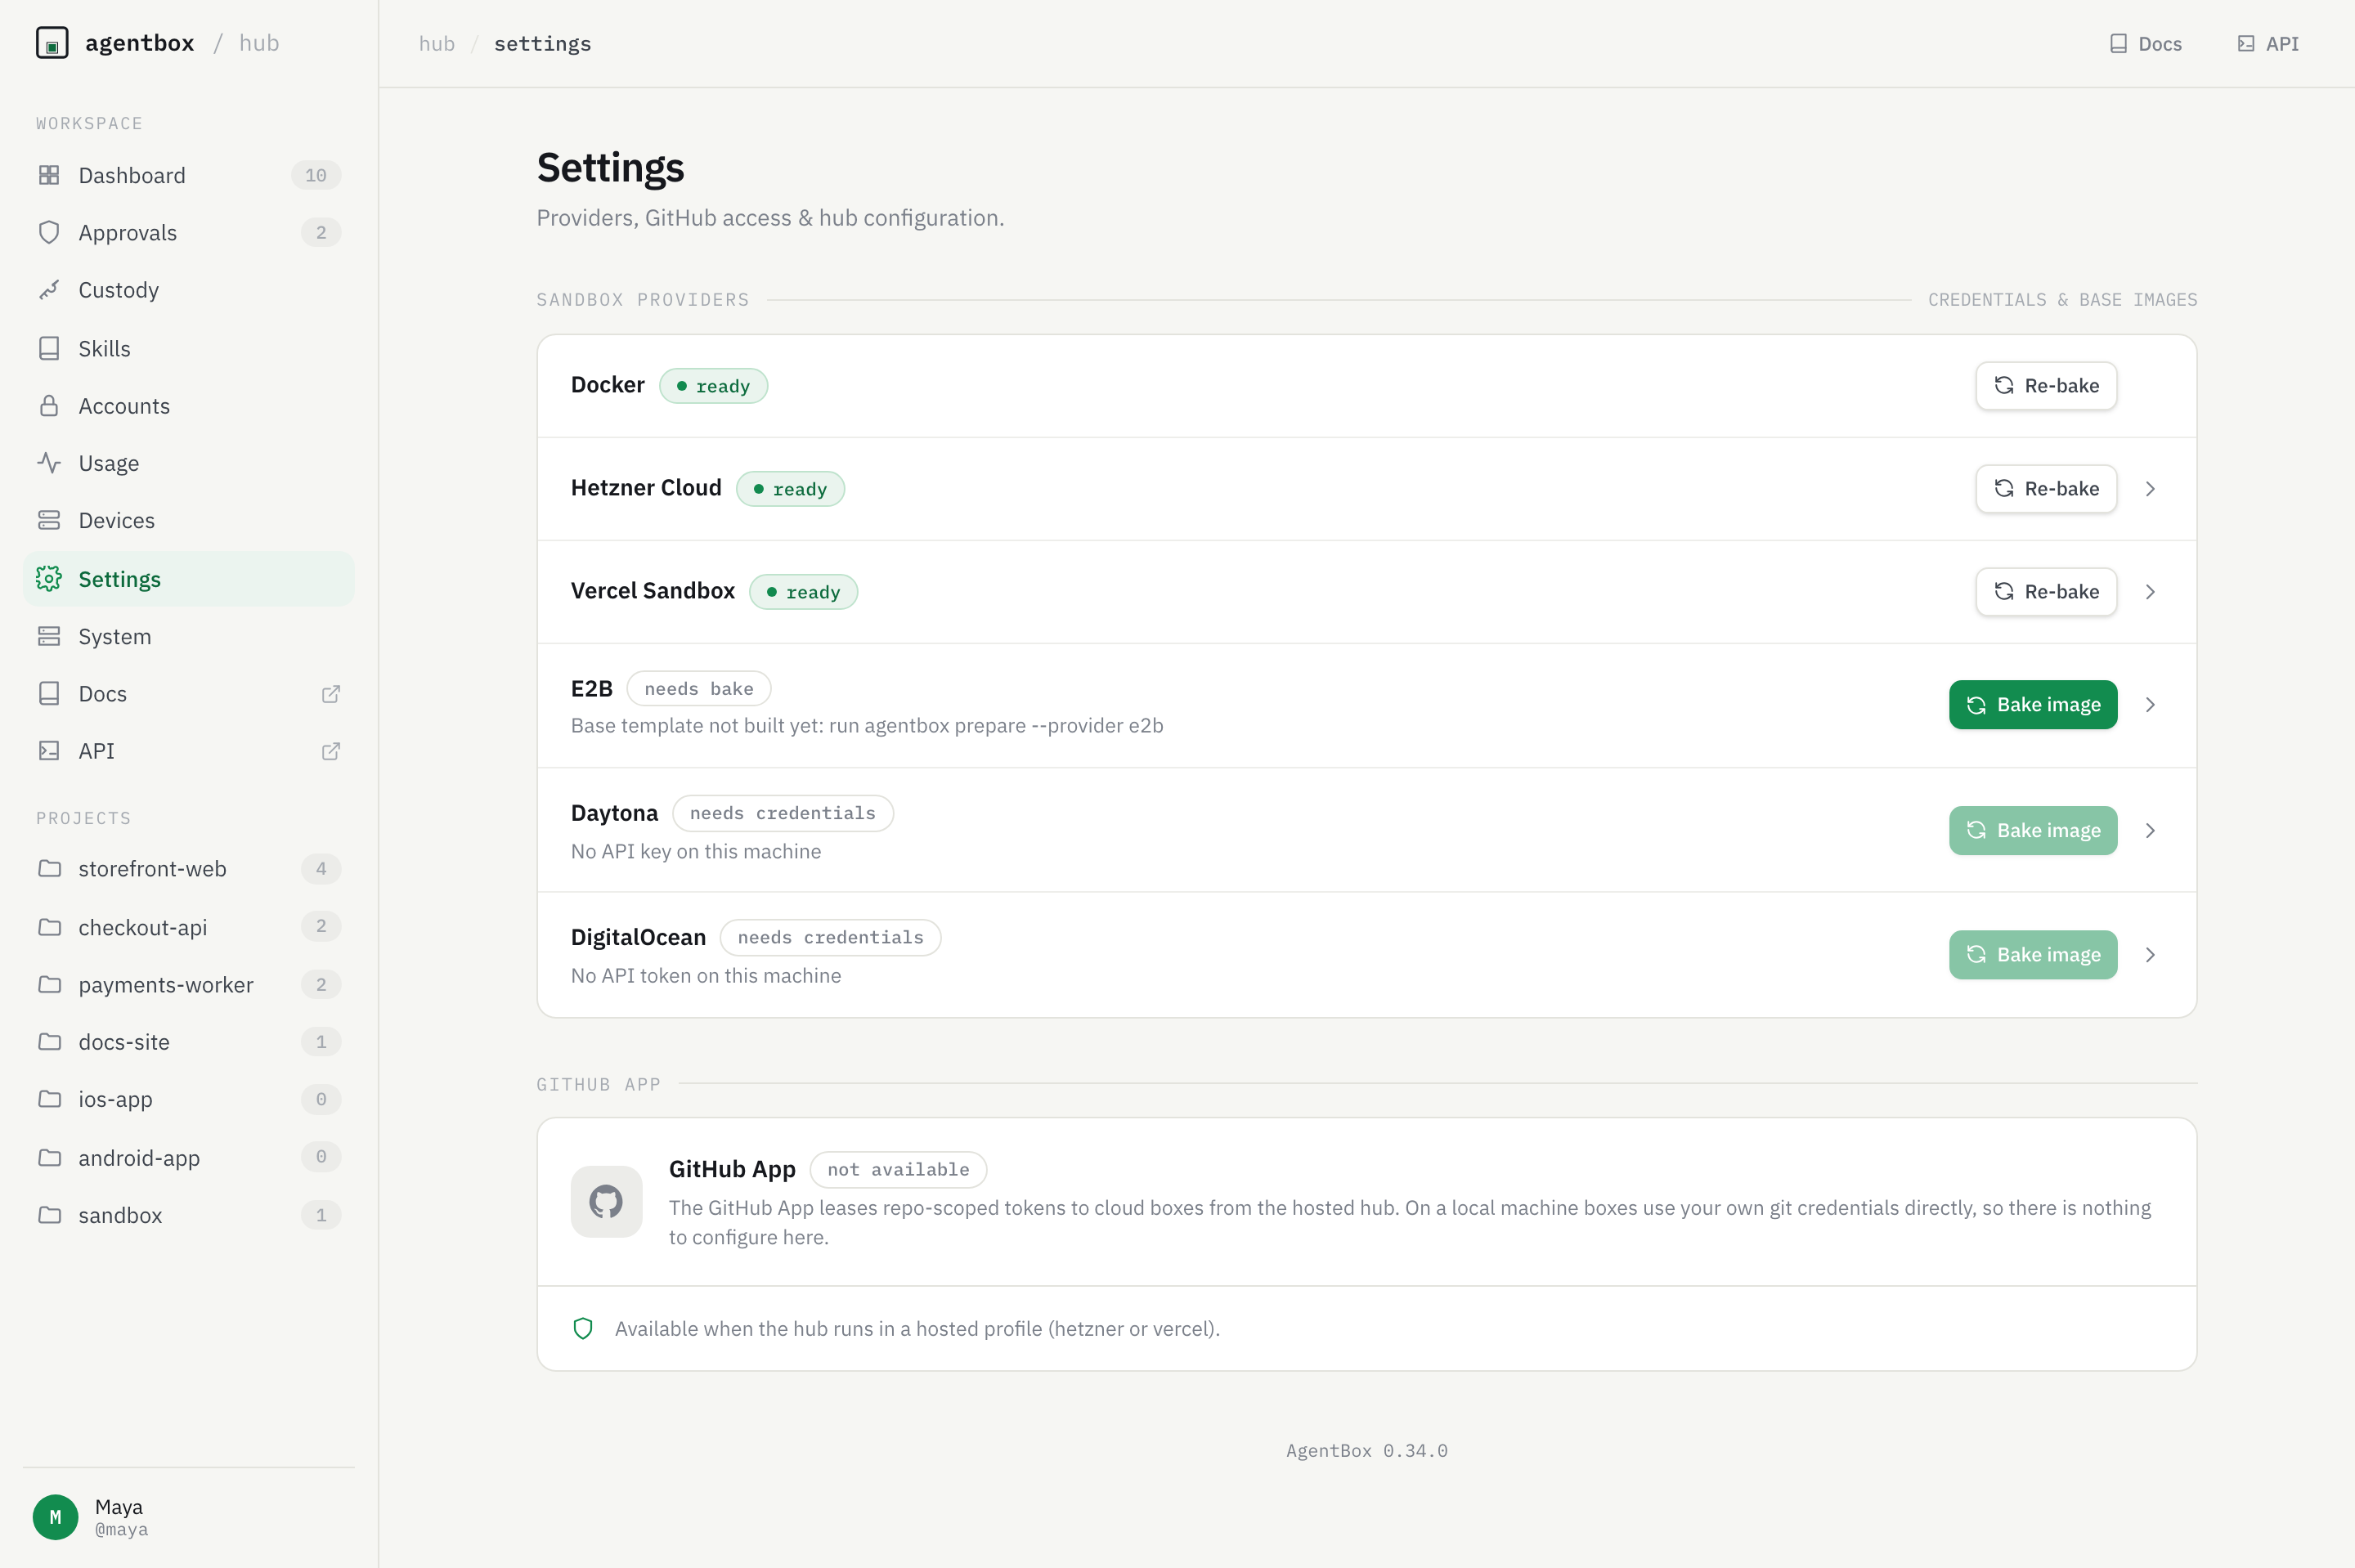 agentbox / hub
WORKSPACE
Dashboard 10
Approvals 2
Custody
Skills
Accounts
Usage
Devices
Settings
System
Docs
API
PROJECTS
storefront-web 4
checkout-api 2
payments-worker 2
docs-site 1
ios-app 0
android-app 0
sandbox 1
M
Maya
@maya
hub / settings
Docs
API
Settings
Providers, GitHub access & hub configuration.
SANDBOX PROVIDERS
CREDENTIALS & BASE IMAGES
Docker ready Re-bake
Hetzner Cloud ready Re-bake
Vercel Sandbox ready Re-bake
E2B needs bake
Base template not built yet: run agentbox prepare --provider e2b
Bake image
Daytona needs credentials
No API key on this machine
Bake image
DigitalOcean needs credentials
No API token on this machine
Bake image
GITHUB APP
GitHub App not available
The GitHub App leases repo-scoped tokens to cloud boxes from the hosted hub. On a local machine boxes use your own git credentials directly, so there is nothing
to configure here.
Available when the hub runs in a hosted profile (hetzner or vercel).
AgentBox 0.34.0